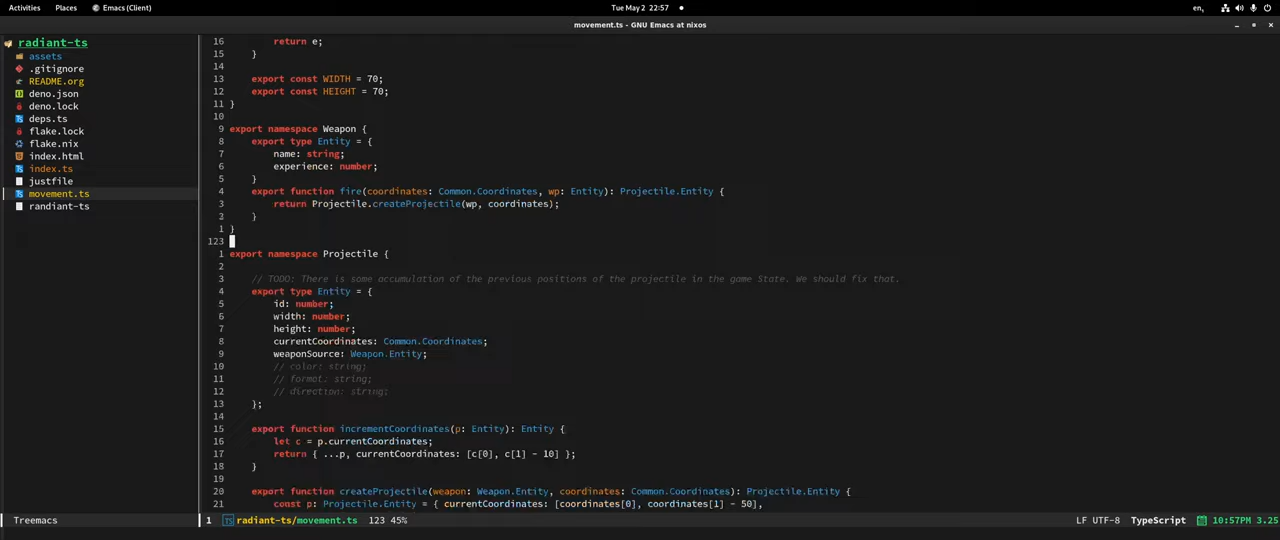 Activities Places Emacs (Client) Tue May 2 22:57 en,
movement.ts - GNU Emacs at nixos
radiant-ts
assets
.gitignore
README.org
deno.json
deno.lock
deps.ts
flake.lock
flake.nix
index.html
index.ts
justfile
movement.ts
randiant-ts
16 return e;
15 }
14
13 export const WIDTH = 70;
12 export const HEIGHT = 70;
11 }
10
9 export namespace Weapon {
8 export type Entity = {
7 name: string;
6 experience: number;
5 }
4 export function fire(coordinates: Common.Coordinates, wp: Entity): Projectile.Entity {
3 return Projectile.createProjectile(wp, coordinates);
2 }
1 }
123
1 export namespace Projectile {
2
3 // TODO: There is some accumulation of the previous positions of the projectile in the game State. We should fix that.
4 export type Entity = {
5 id: number;
6 width: number;
7 height: number;
8 currentCoordinates: Common.Coordinates;
9 weaponSource: Weapon.Entity;
10 // color: string;
11 // format: string;
12 // direction: string;
13 };
14
15 export function incrementCoordinates(p: Entity): Entity {
16 let c = p.currentCoordinates;
17 return { ...p, currentCoordinates: [c[0], c[1] - 10] };
18 }
19
20 export function createProjectile(weapon: Weapon.Entity, coordinates: Common.Coordinates): Projectile.Entity {
21 const p: Projectile.Entity = { currentCoordinates: [coordinates[0], coordinates[1] - 50],
Treemacs 1 radiant-ts/movement.ts 123 45% LF UTF-8 TypeScript 10:57PM 3.25